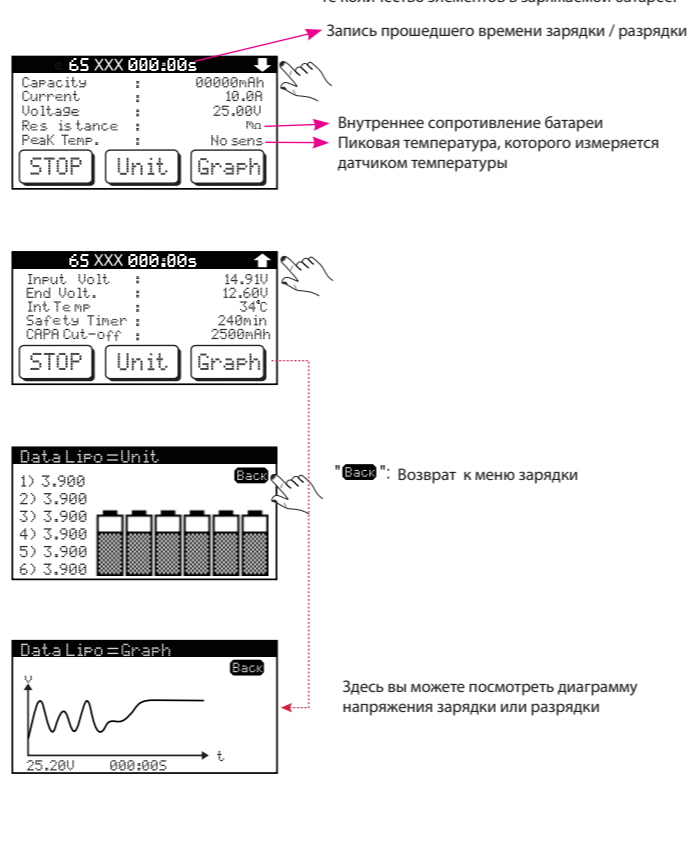 Запись прошедшего времени зарядки / разрядки
6S XXX 000:00s
Capacity : 00000mAh
Current : 10.0A
Voltage : 25.00V
Res is tance : MΩ
PeaK Temp. : No sens
STOP Unit Graph
Внутреннее сопротивление батареи
Пиковая температура, которого измеряется
датчиком температуры
6S XXX 000:00s
Input Volt : 14.91V
End Volt. : 12.60V
Int Te mp : 34℃
Safety Timer : 240min
CAPA Cut-off : 2500mAh
STOP Unit Graph
Data Lipo=Unit
Back
1) 3.900
2) 3.900
3) 3.900
4) 3.900
5) 3.900
6) 3.900
"Back": Возврат к меню зарядки
Data Lipo=Graph
Back
V
t
25.20V 000:00S
Здесь вы можете посмотреть диаграмму
напряжения зарядки или разрядки